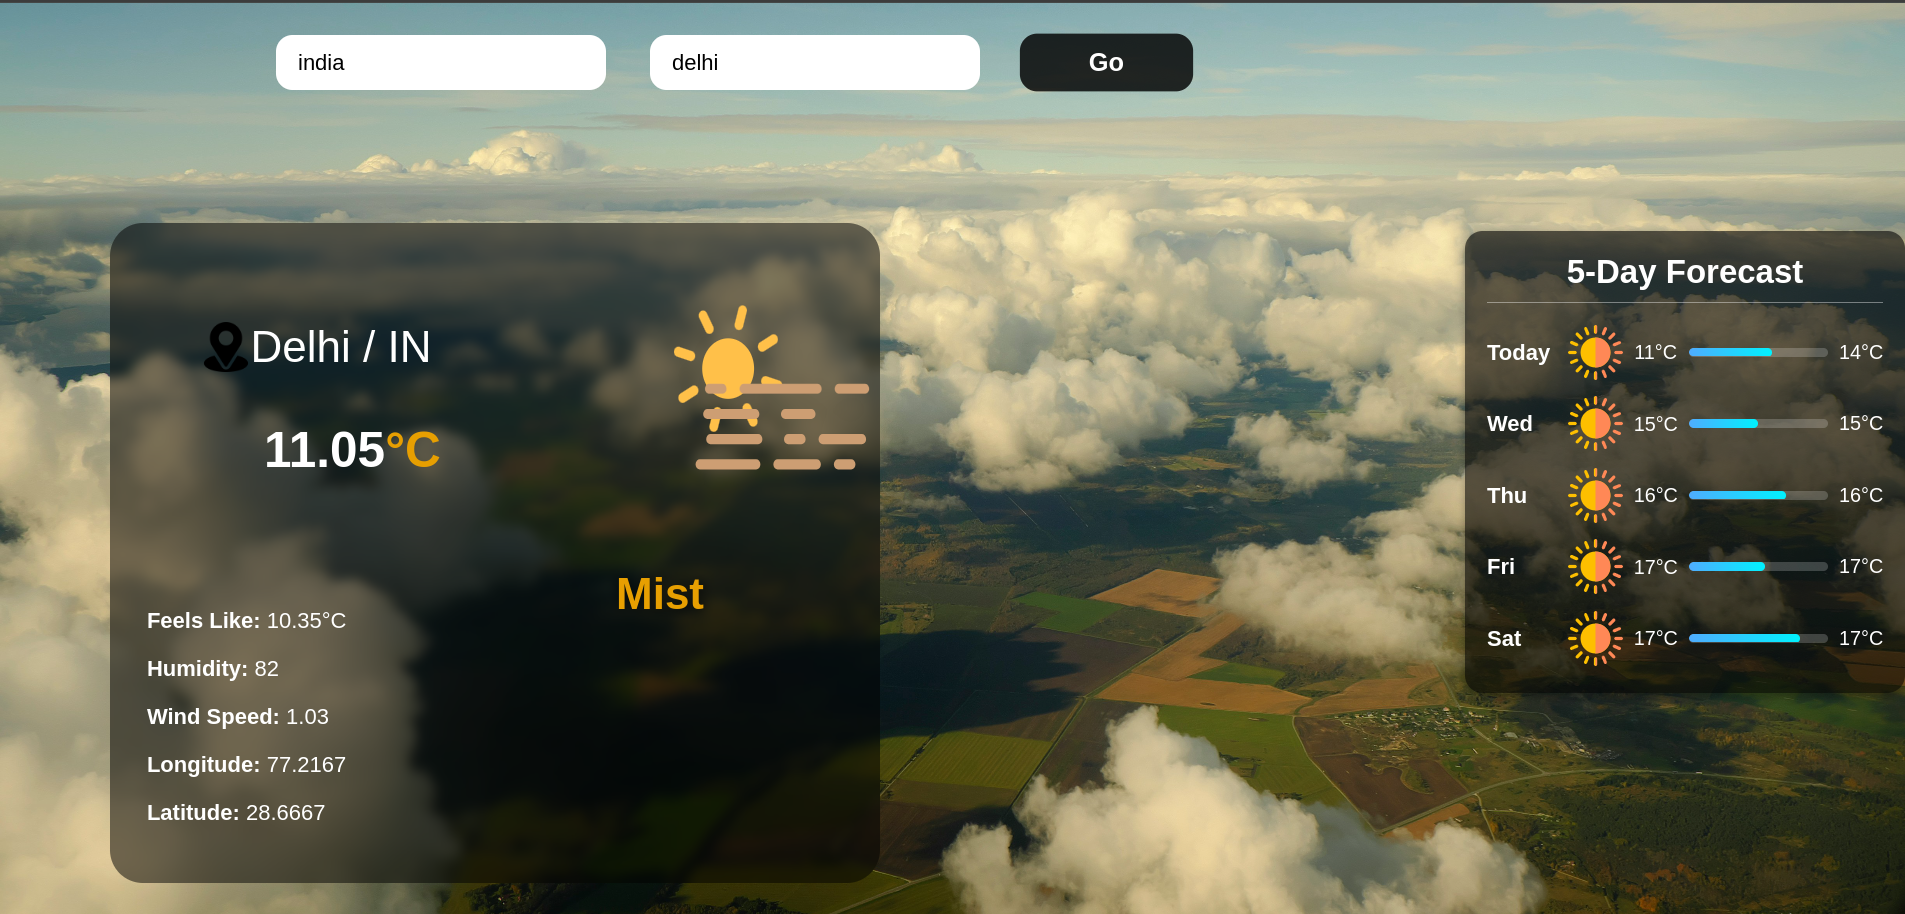 india
delhi
Go
Delhi / IN
11.05°C
Mist
Feels Like: 10.35°C
Humidity: 82
Wind Speed: 1.03
Longitude: 77.2167
Latitude: 28.6667
5-Day Forecast
Today 11°C 14°C
Wed 15°C 15°C
Thu 16°C 16°C
Fri 17°C 17°C
Sat 17°C 17°C